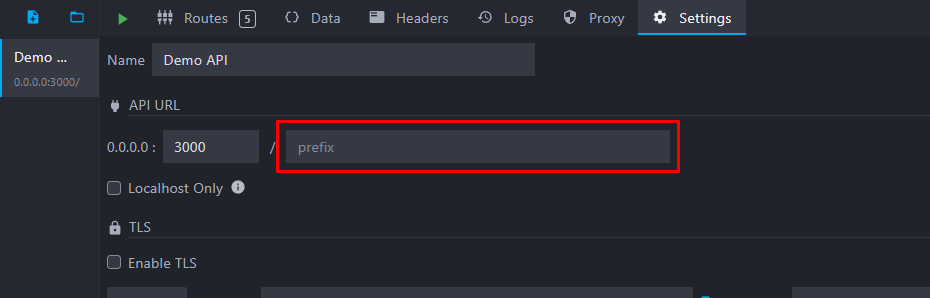 Routes 5 Data Headers Logs Proxy Settings
Demo ...
0.0.0.0:3000/
Name Demo API
API URL
0.0.0.0 : 3000 / prefix
Localhost Only
TLS
Enable TLS